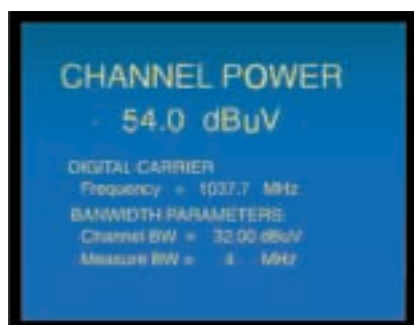 CHANNEL POWER
54.0 dBuV
DIGITAL CARRIER
Frequency = 1037.7 MHz
BANWIDTH PARAMETERS:
Channel BW = 32.00 dBuV
Measure BW = 4 MHz